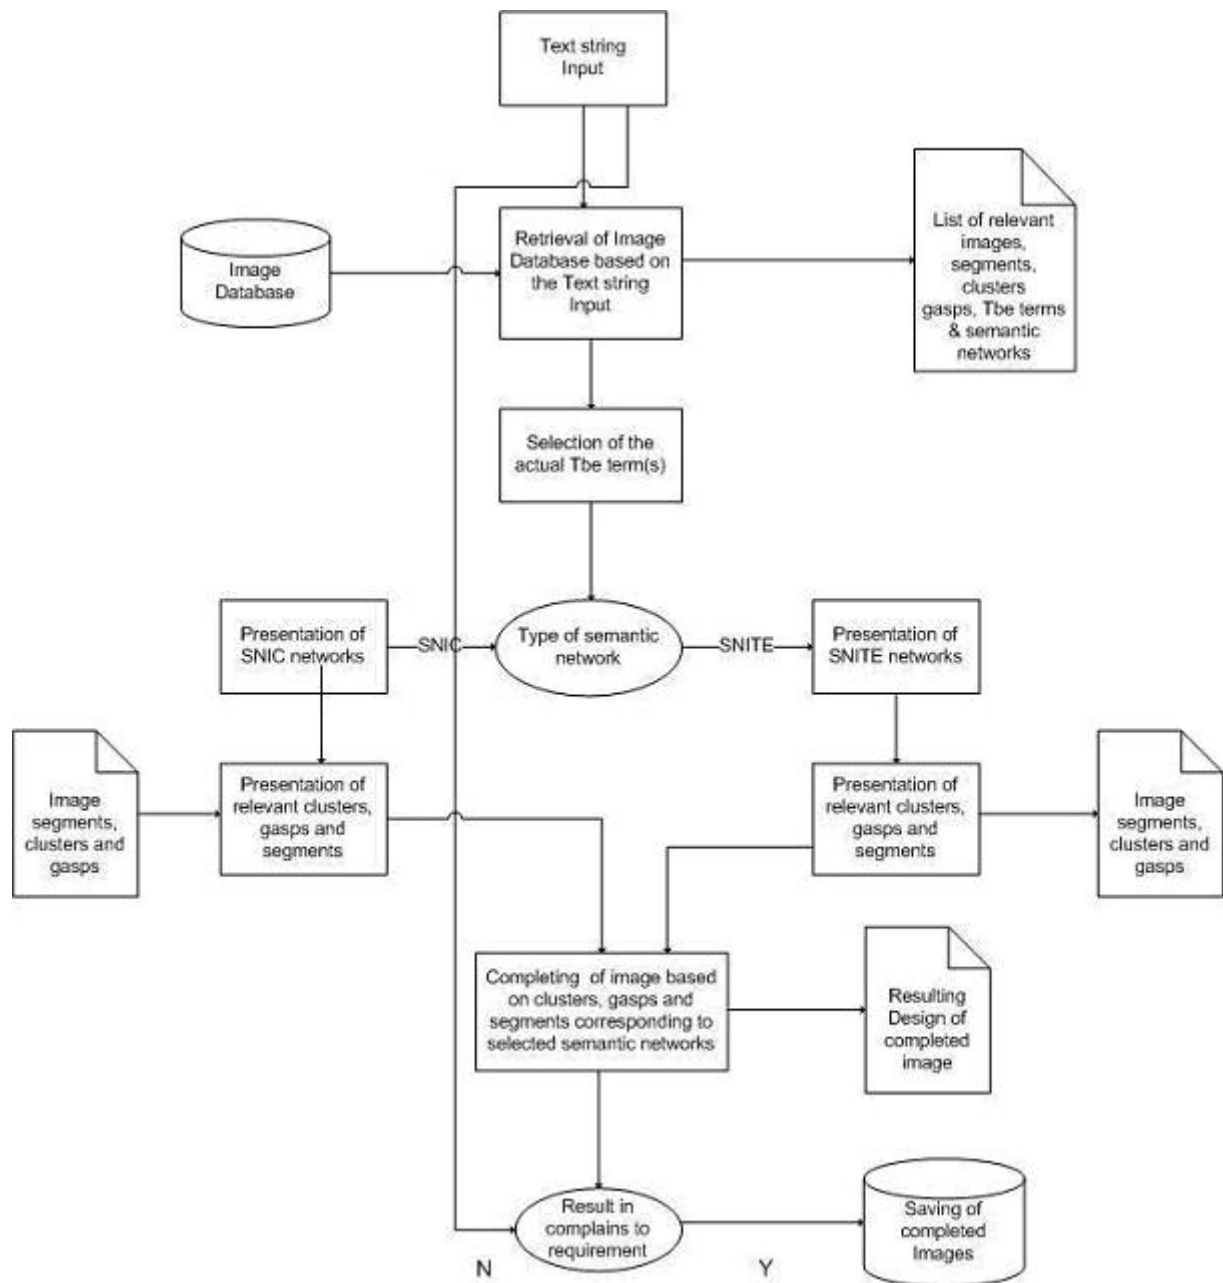 Text string
Input
Image
Database
Retrieval of Image
Database based on
the Text string
Input
List of relevant
images,
segments,
clusters
gasps, Tbe terms
& semantic
networks
Selection of the
actual Tbe term(s)
Presentation of
SNIC networks
SNIC
Type of semantic
network
SNITE
Presentation of
SNITE networks
Image
segments,
clusters and
gasps
Presentation of
relevant clusters,
gasps and
segments
Presentation of
relevant clusters,
gasps and
segments
Image
segments,
clusters and
gasps
Completing of image based
on clusters, gasps and
segments corresponding to
selected semantic networks
Resulting
Design of
completed
image
Result in
complains to
requirement
Saving of
completed
Images
N
Y